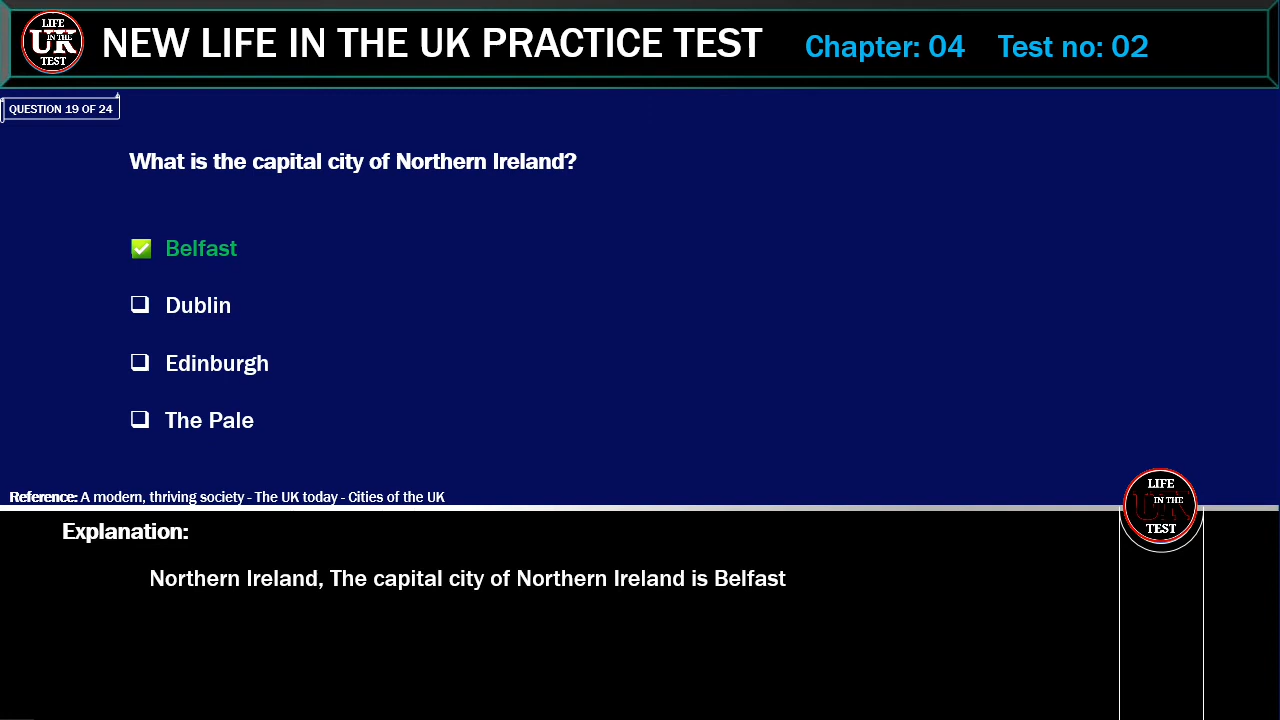 LIFE
IN THE
UK
TEST
NEW LIFE IN THE UK PRACTICE TEST
Chapter: 04
Test no: 02
QUESTION 19 OF 24
What is the capital city of Northern Ireland?
Belfast
Dublin
Edinburgh
The Pale
Reference: A modern, thriving society - The UK today - Cities of the UK
LIFE
IN THE
UK
TEST
Explanation:
Northern Ireland, The capital city of Northern Ireland is Belfast